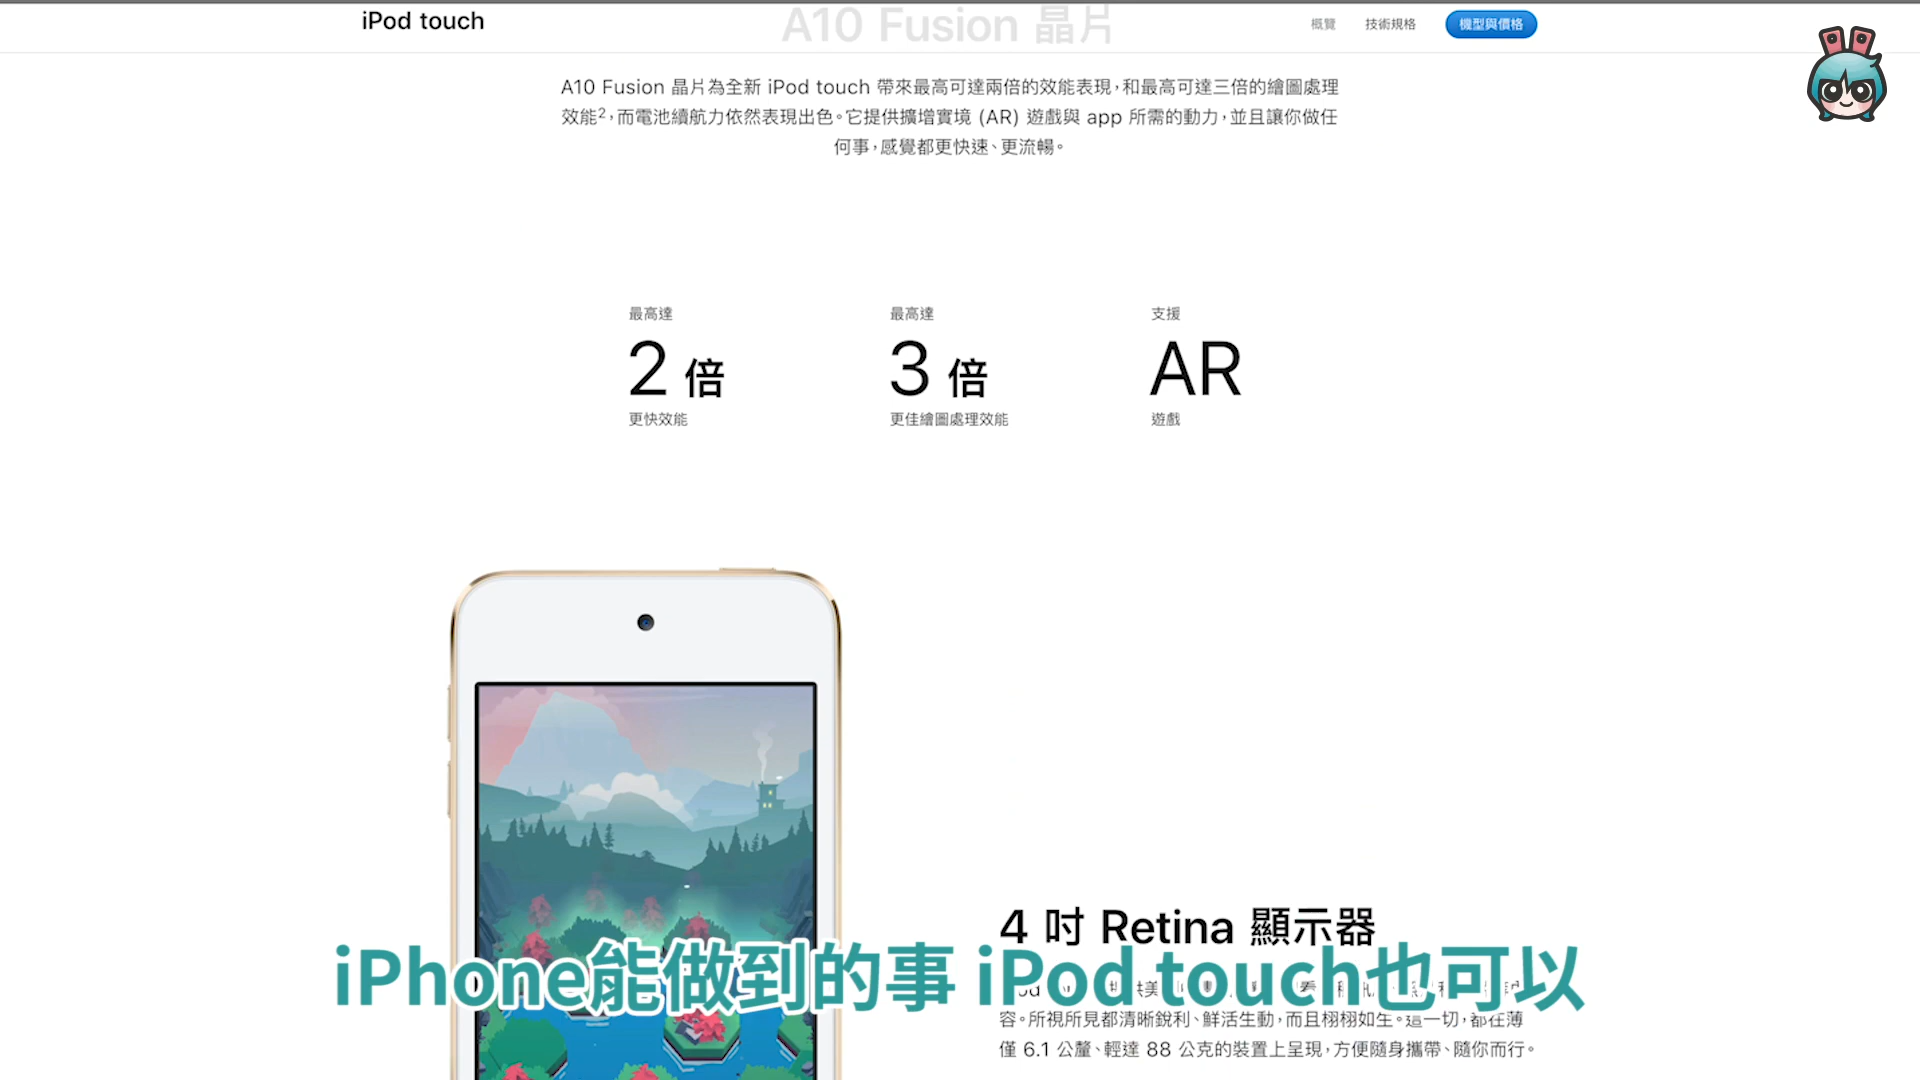 iPod touch
A10 Fusion 晶片
概覽
技術規格
機型與價格
A10 Fusion 晶片為全新 iPod touch 帶來最高可達兩倍的效能表現，和最高可達三倍的繪圖處理
效能²，而電池續航力依然表現出色。它提供擴增實境 (AR) 遊戲與 app 所需的動力，並且讓你做任
何事，感覺都更快速、更流暢。
最高達
2 倍
更快效能
最高達
3 倍
更佳繪圖處理效能
支援
AR
遊戲
4 吋 Retina 顯示器
iPhone能做到的事 iPod touch也可以
容。所視所見都清晰銳利、鮮活生動，而且栩栩如生。這一切，都在薄
僅 6.1 公釐、輕達 88 公克的裝置上呈現，方便隨身攜帶、隨你而行。